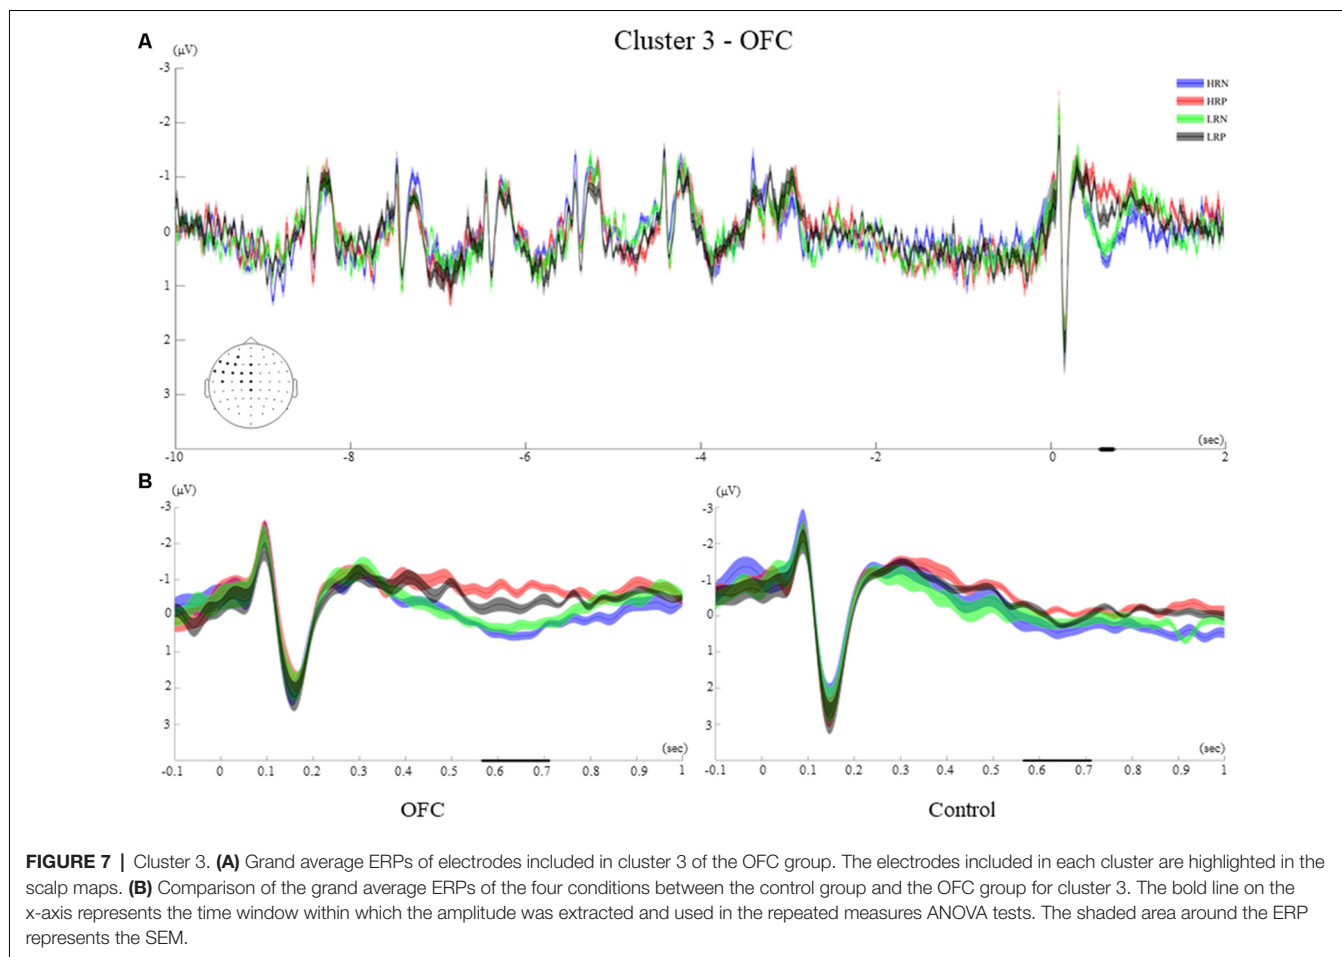 A
(µV)
Cluster 3 - OFC
-3
-2
-1
0
1
2
3
HRN
HRP
LRN
LRP
(sec)
-10
-8
-6
-4
-2
0
2
B
(µV)
-3
-2
-1
0
1
2
3
(sec)
-0.1
0
0.1
0.2
0.3
0.4
0.5
0.6
0.7
0.8
0.9
1
OFC
(µV)
-3
-2
-1
0
1
2
3
(sec)
-0.1
0
0.1
0.2
0.3
0.4
0.5
0.6
0.7
0.8
0.9
1
Control
FIGURE 7 | Cluster 3. (A) Grand average ERPs of electrodes included in cluster 3 of the OFC group. The electrodes included in each cluster are highlighted in the
scalp maps. (B) Comparison of the grand average ERPs of the four conditions between the control group and the OFC group for cluster 3. The bold line on the
x-axis represents the time window within which the amplitude was extracted and used in the repeated measures ANOVA tests. The shaded area around the ERP
represents the SEM.